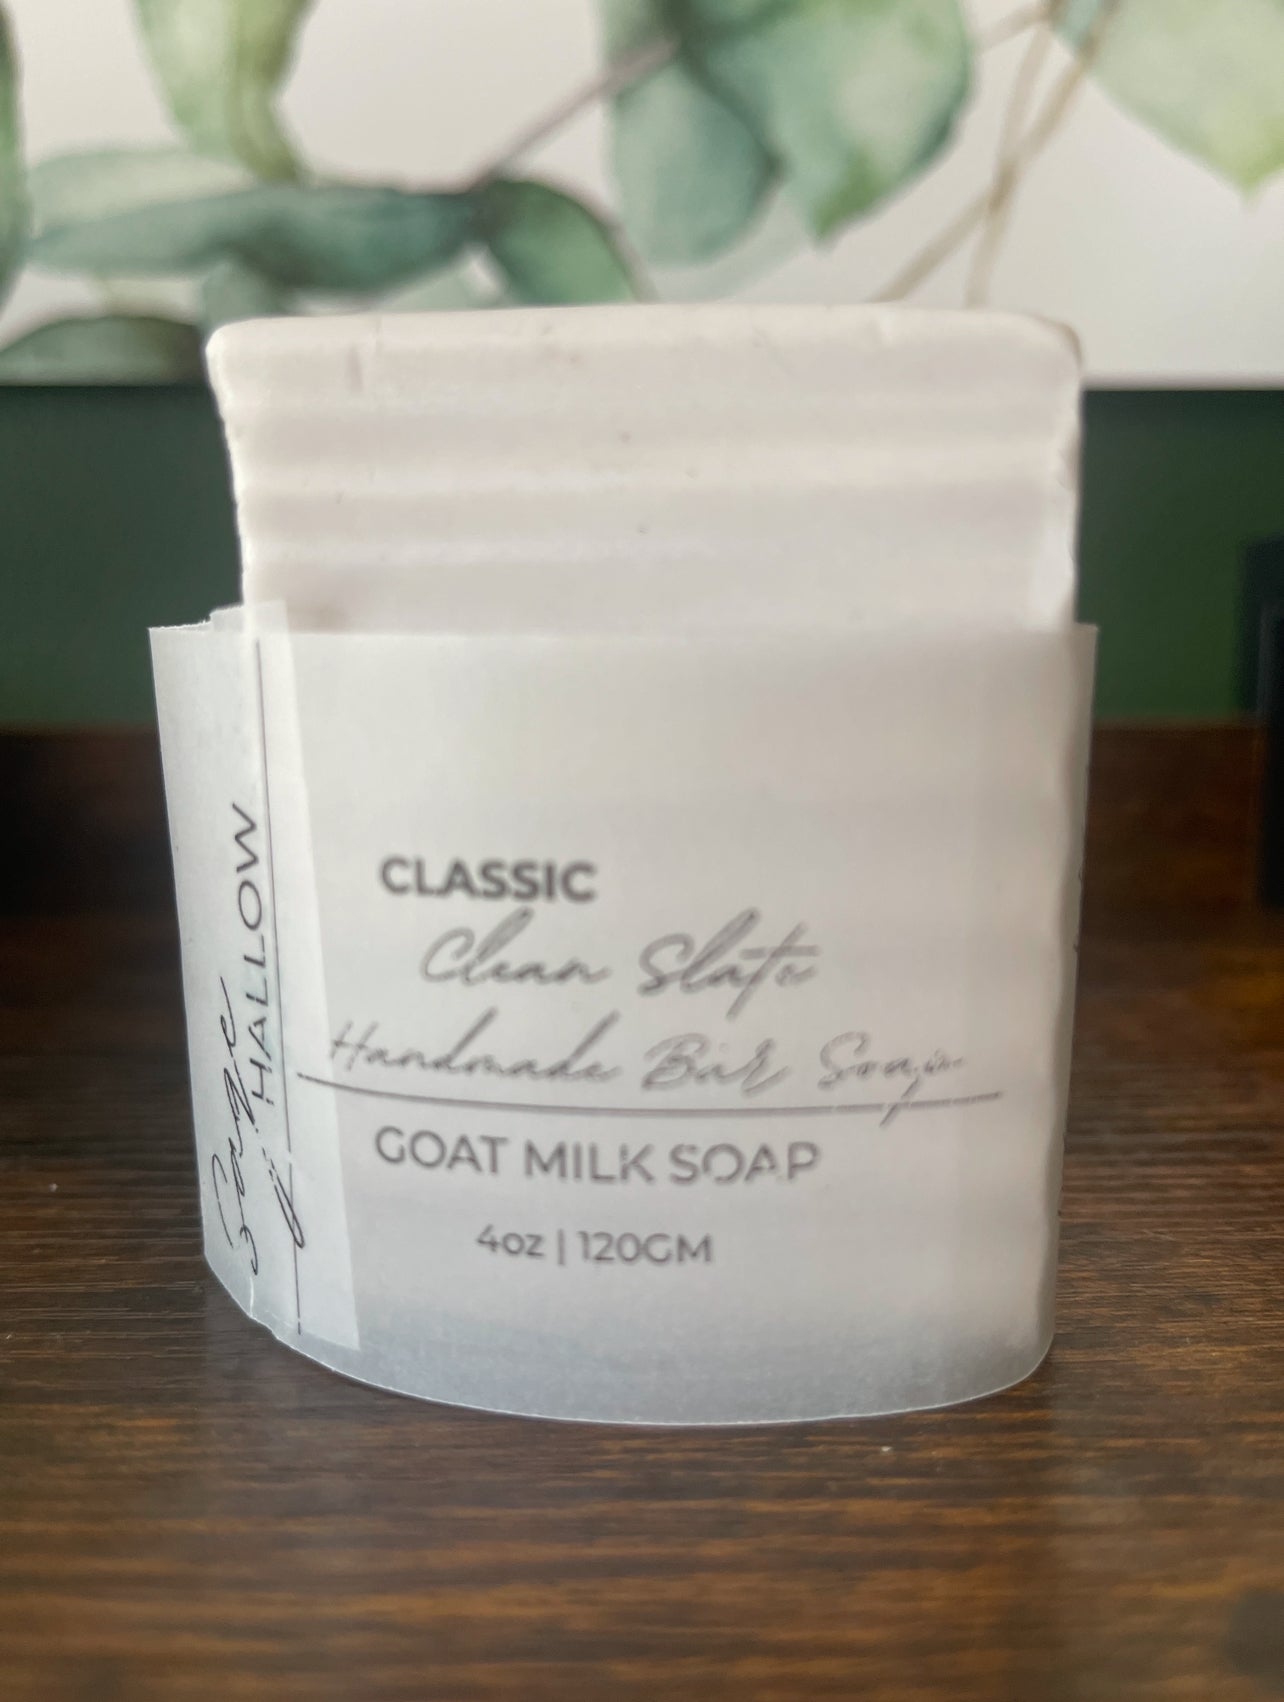 CLASSIC
Clean Slate
Handmade Bar Soap
GOAT MILK SOAP
4oz | 120GM
Sage
HALLOW